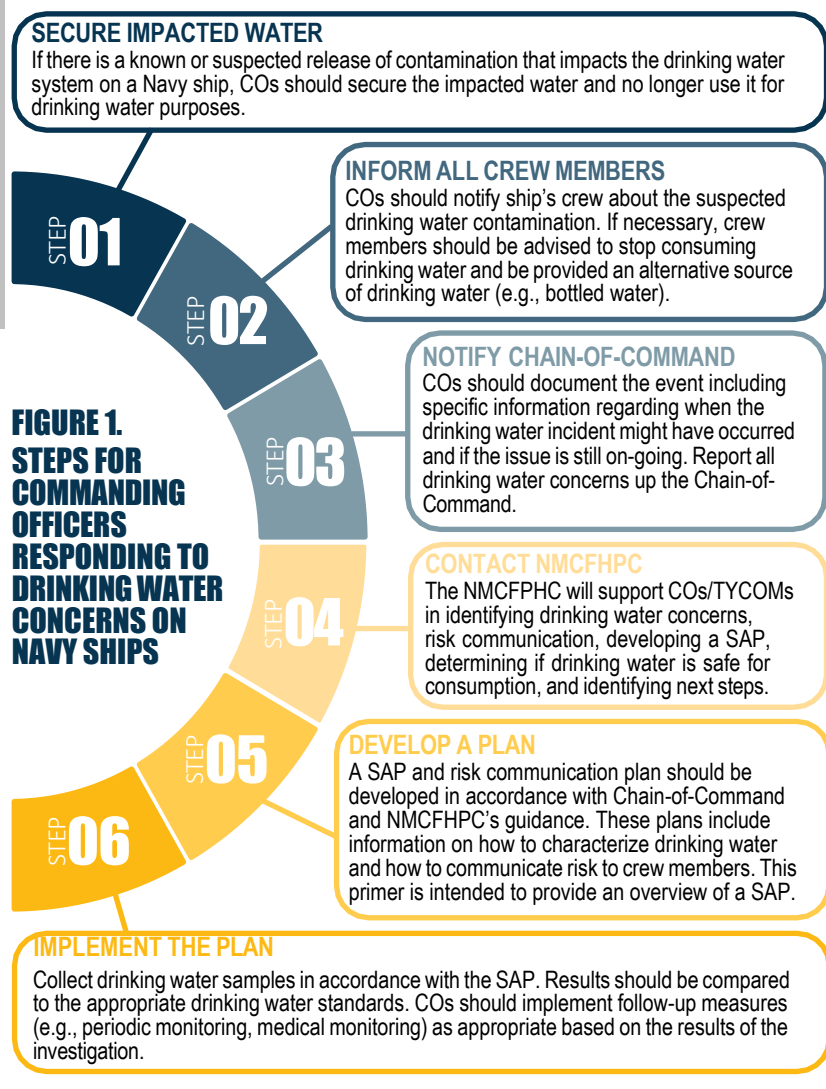 SECURE IMPACTED WATER
If there is a known or suspected release of contamination that impacts the drinking water
system on a Navy ship, COs should secure the impacted water and no longer use it for
drinking water purposes.
STEP 01
INFORM ALL CREW MEMBERS
COs should notify ship's crew about the suspected
drinking water contamination. If necessary, crew
members should be advised to stop consuming
drinking water and be provided an alternative source
of drinking water (e.g., bottled water).
STEP 02
NOTIFY CHAIN-OF-COMMAND
COs should document the event including
specific information regarding when the
drinking water incident might have occurred
and if the issue is still on-going. Report all
drinking water concerns up the Chain-of-
Command.
STEP 03
FIGURE 1.
STEPS FOR
COMMANDING
OFFICERS
RESPONDING TO
DRINKING WATER
CONCERNS ON
NAVY SHIPS
CONTACT NMCFHPC
The NMCFPHC will support COs/TYCOMs
in identifying drinking water concerns,
risk communication, developing a SAP,
determining if drinking water is safe for
consumption, and identifying next steps.
STEP 04
DEVELOP A PLAN
A SAP and risk communication plan should be
developed in accordance with Chain-of-Command
and NMCFHPC's guidance. These plans include
information on how to characterize drinking water
and how to communicate risk to crew members. This
primer is intended to provide an overview of a SAP.
STEP 05
STEP 06
IMPLEMENT THE PLAN
Collect drinking water samples in accordance with the SAP. Results should be compared
to the appropriate drinking water standards. COs should implement follow-up measures
(e.g., periodic monitoring, medical monitoring) as appropriate based on the results of the
investigation.